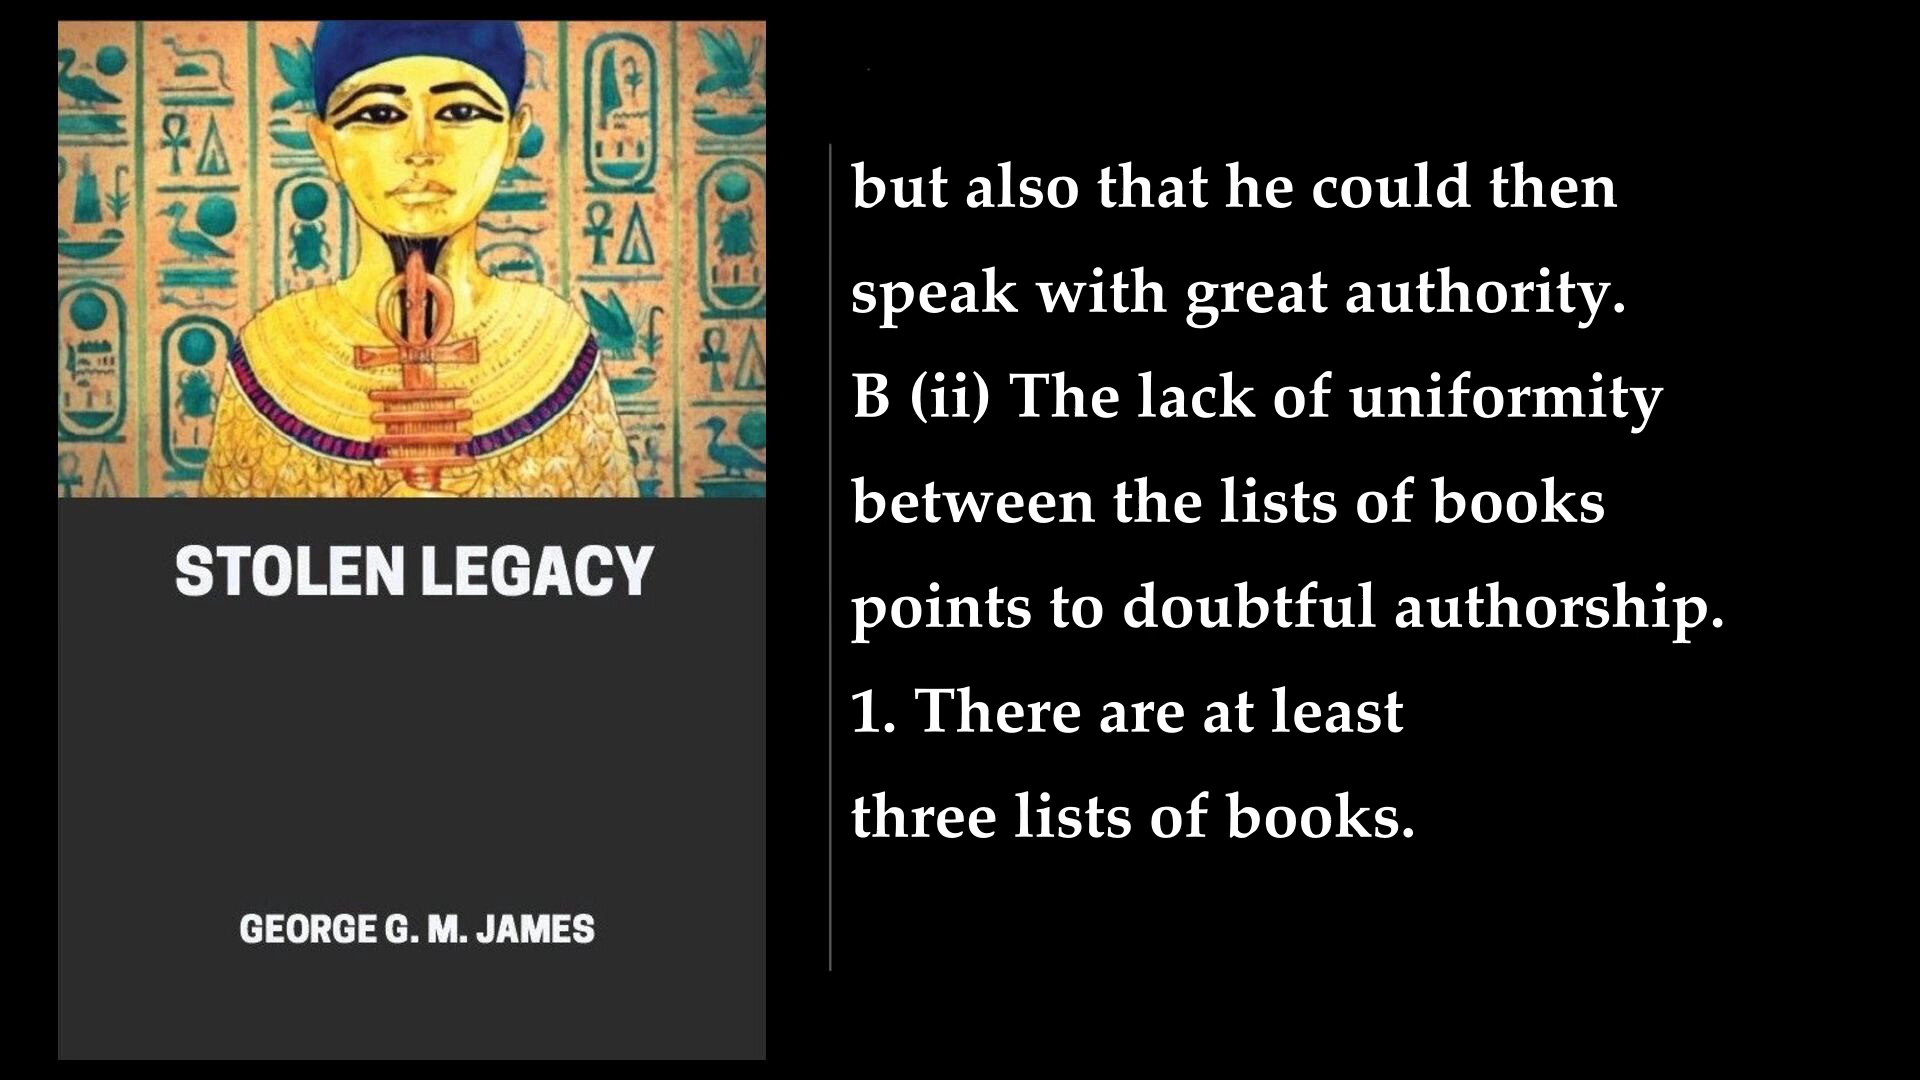 STOLEN LEGACY
GEORGE G. M. JAMES
but also that he could then
speak with great authority.
B (ii) The lack of uniformity
between the lists of books
points to doubtful authorship.
1. There are at least
three lists of books.